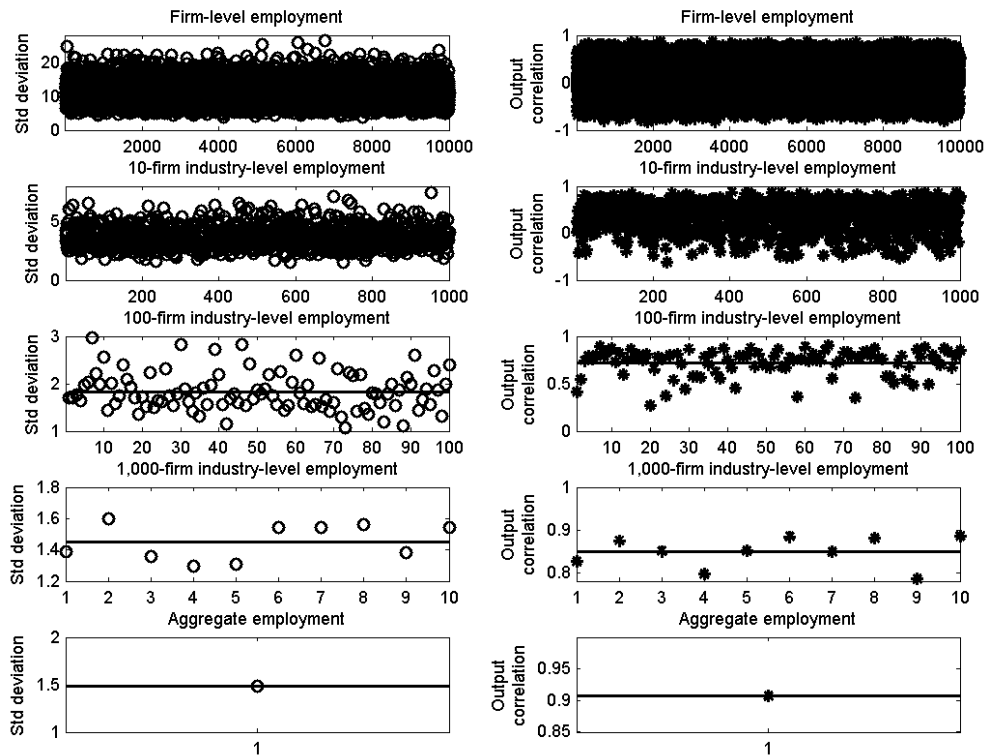 Firm-level employment
Std deviation
20
10
0
2000 4000 6000 8000 10000
Firm-level employment
Output
correlation
1
0
-1
2000 4000 6000 8000 10000
10-firm industry-level employment
Std deviation
5
0
200 400 600 800 1000
10-firm industry-level employment
Output
correlation
1
0
-1
200 400 600 800 1000
100-firm industry-level employment
Std deviation
3
2
1
10 20 30 40 50 60 70 80 90 100
100-firm industry-level employment
Output
correlation
1
0.5
0
10 20 30 40 50 60 70 80 90 100
1,000-firm industry-level employment
Std deviation
1.8
1.6
1.4
1.2
1 2 3 4 5 6 7 8 9 10
1,000-firm industry-level employment
Output
correlation
1
0.9
0.8
1 2 3 4 5 6 7 8 9 10
Aggregate employment
Std deviation
2
1.5
1
1
Aggregate employment
Output
correlation
0.95
0.9
0.85
1